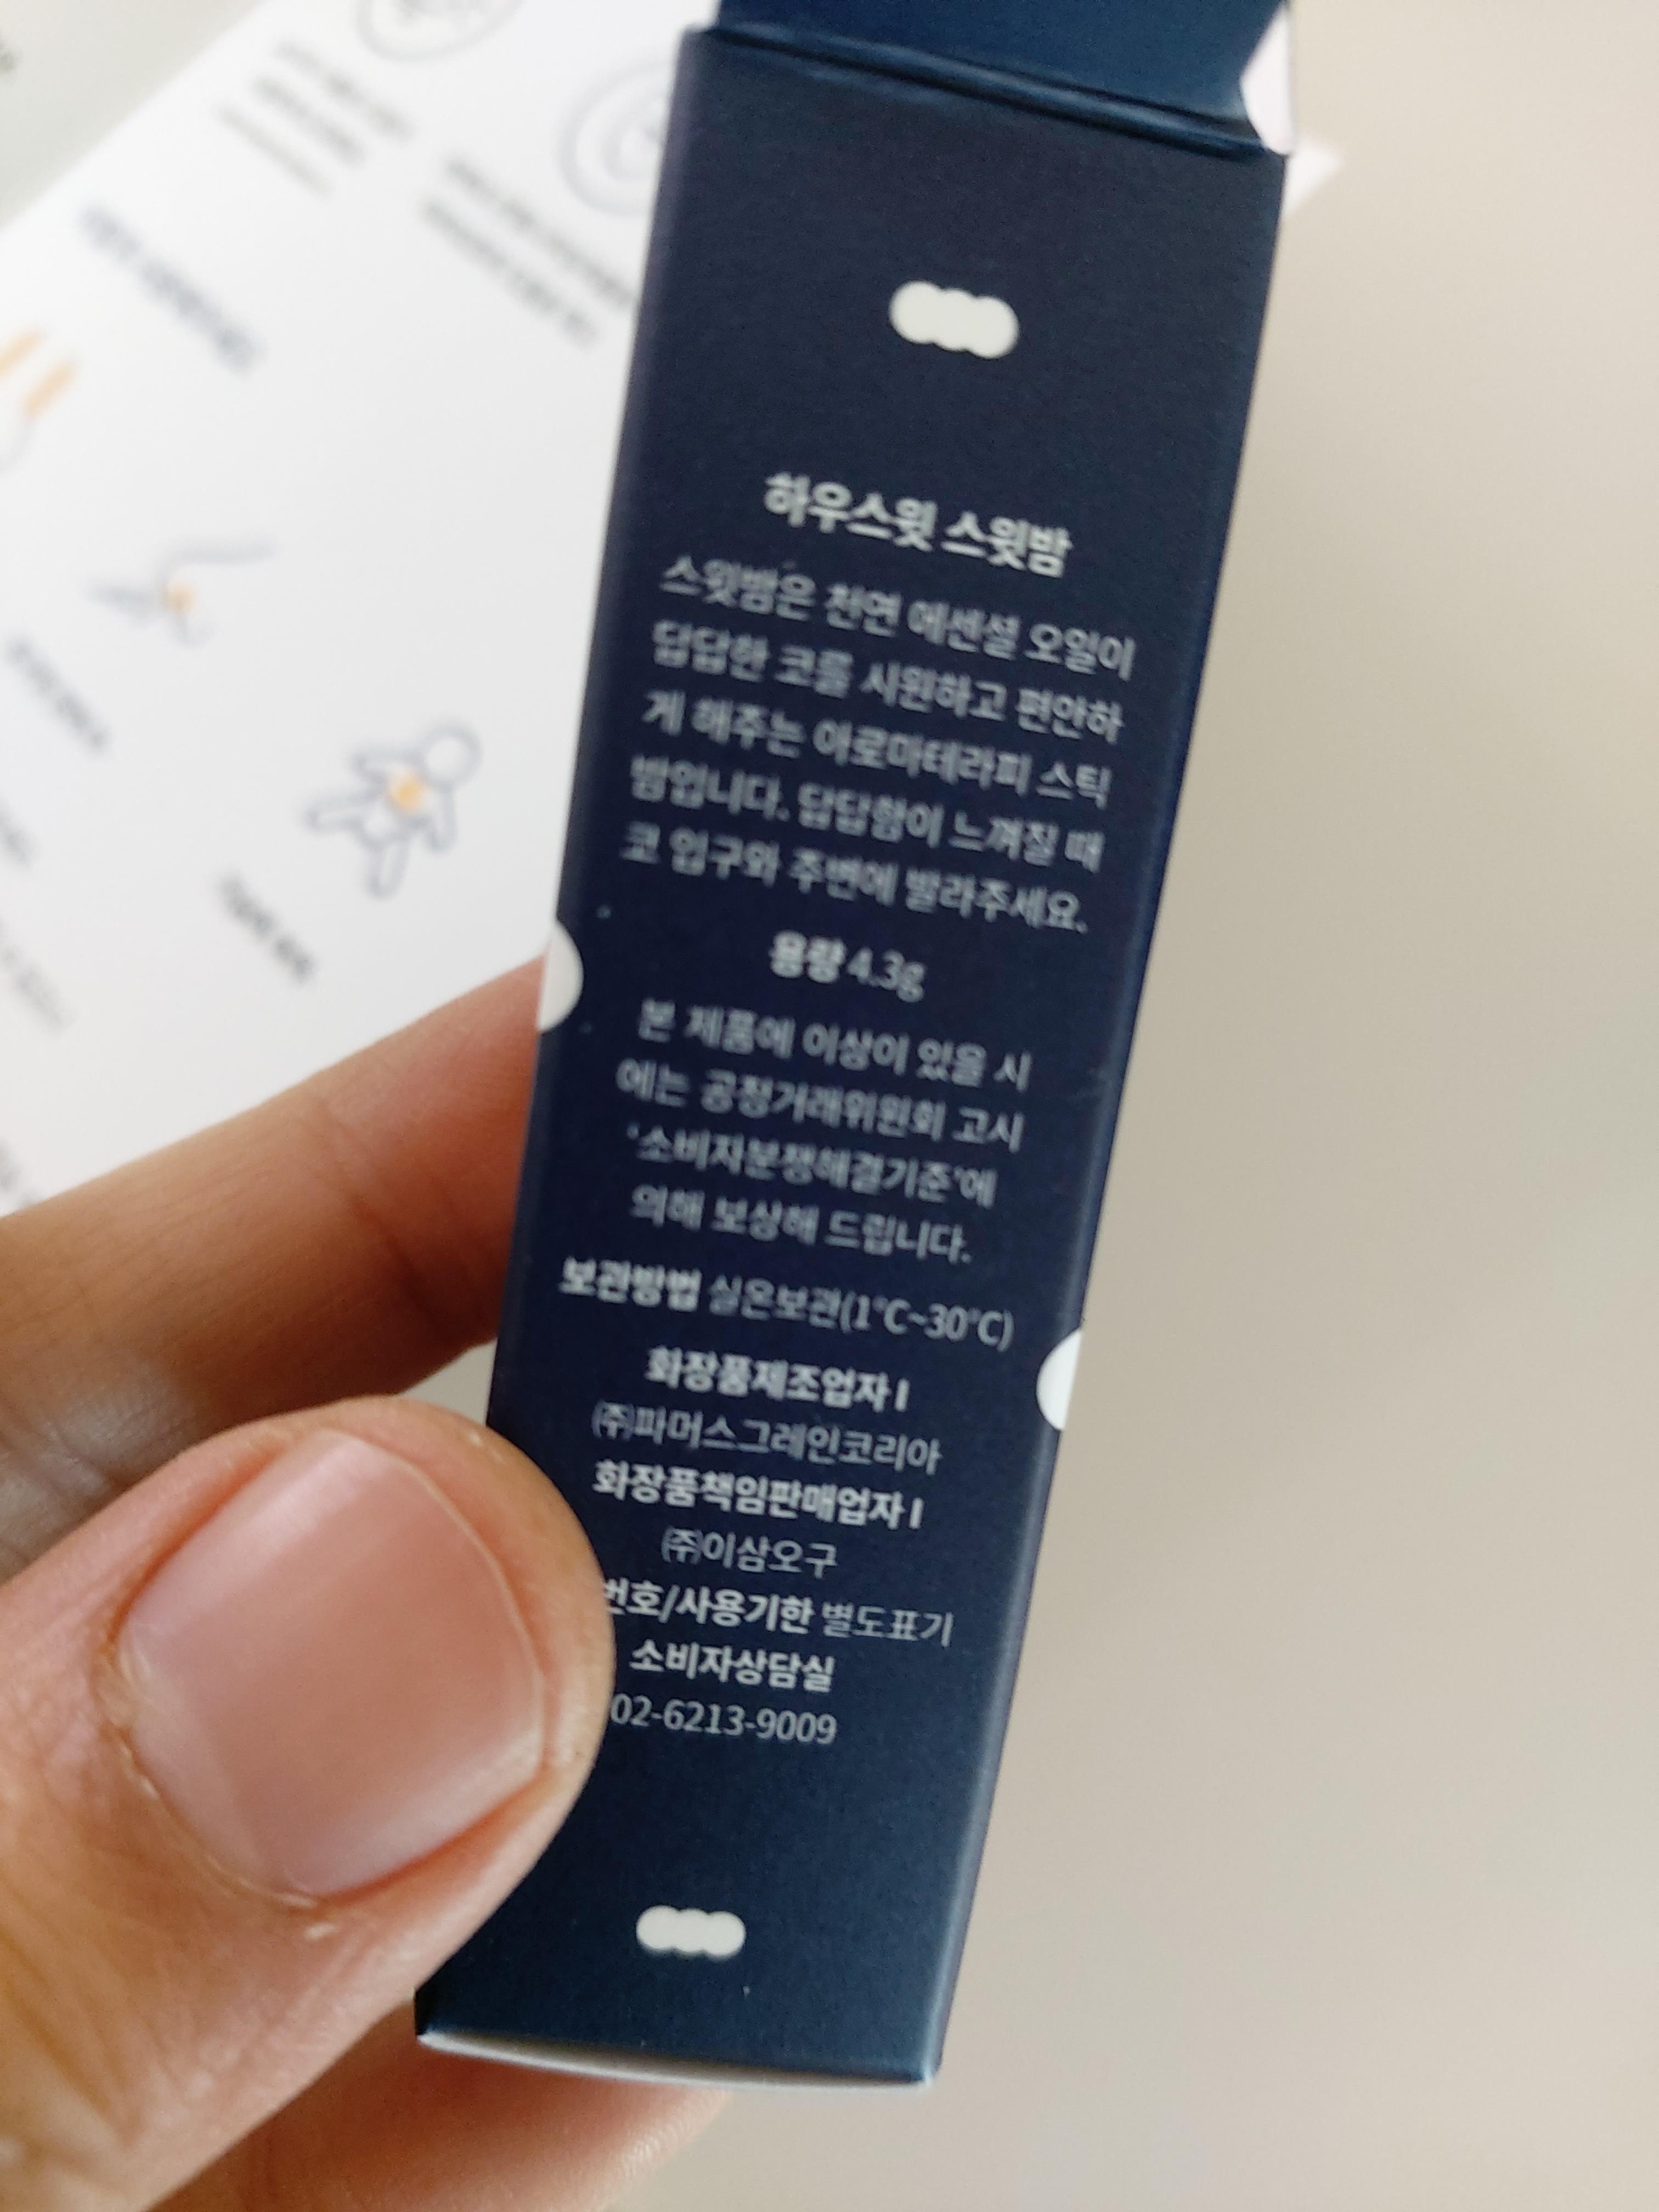 하우스윗 스윗밤
스윗밤은 천연 에센셜 오일이
답답한 코를 시원하고 편안하
게 해주는 아로마테라피 스틱
밤입니다. 답답함이 느껴질 때
코 입구와 주변에 발라주세요.
용량 4.3g
본 제품에 이상이 있을 시
에는 공정거래위원회 고시
'소비자분쟁해결기준'에
의해 보상해 드립니다.
보관방법 실온보관(1°C~30°C)
화장품제조업자 I
㈜파머스그레인코리아
화장품책임판매업자 I
㈜이삼오구
번호/사용기한 별도표기
소비자상담실
02-6213-9009